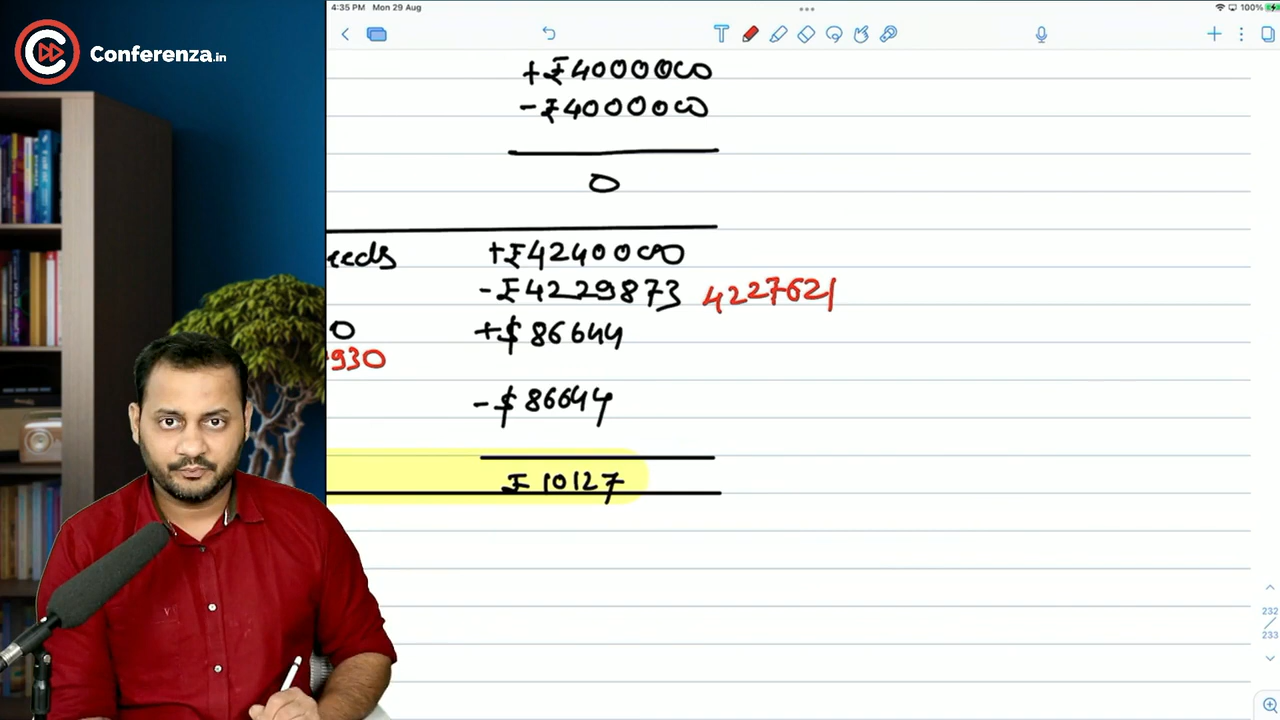 Conferenza.in
4:35 PM Mon 29 Aug
100%
+₹4000000
-₹4000000
0
eeds +₹4240000
-₹4229873 4227621
0 +$ 86644
930
-$ 86644
₹ 10127
232
233